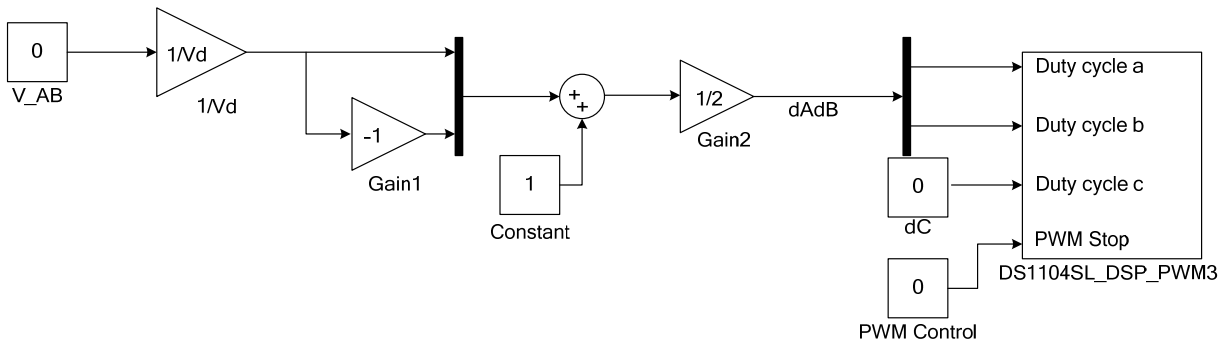 0
V_AB
1/Vd
1/Vd
-1
Gain1
+
+
1
Constant
1/2
Gain2
dAdB
0
dC
0
PWM Control
Duty cycle a
Duty cycle b
Duty cycle c
PWM Stop
DS1104SL_DSP_PWM3